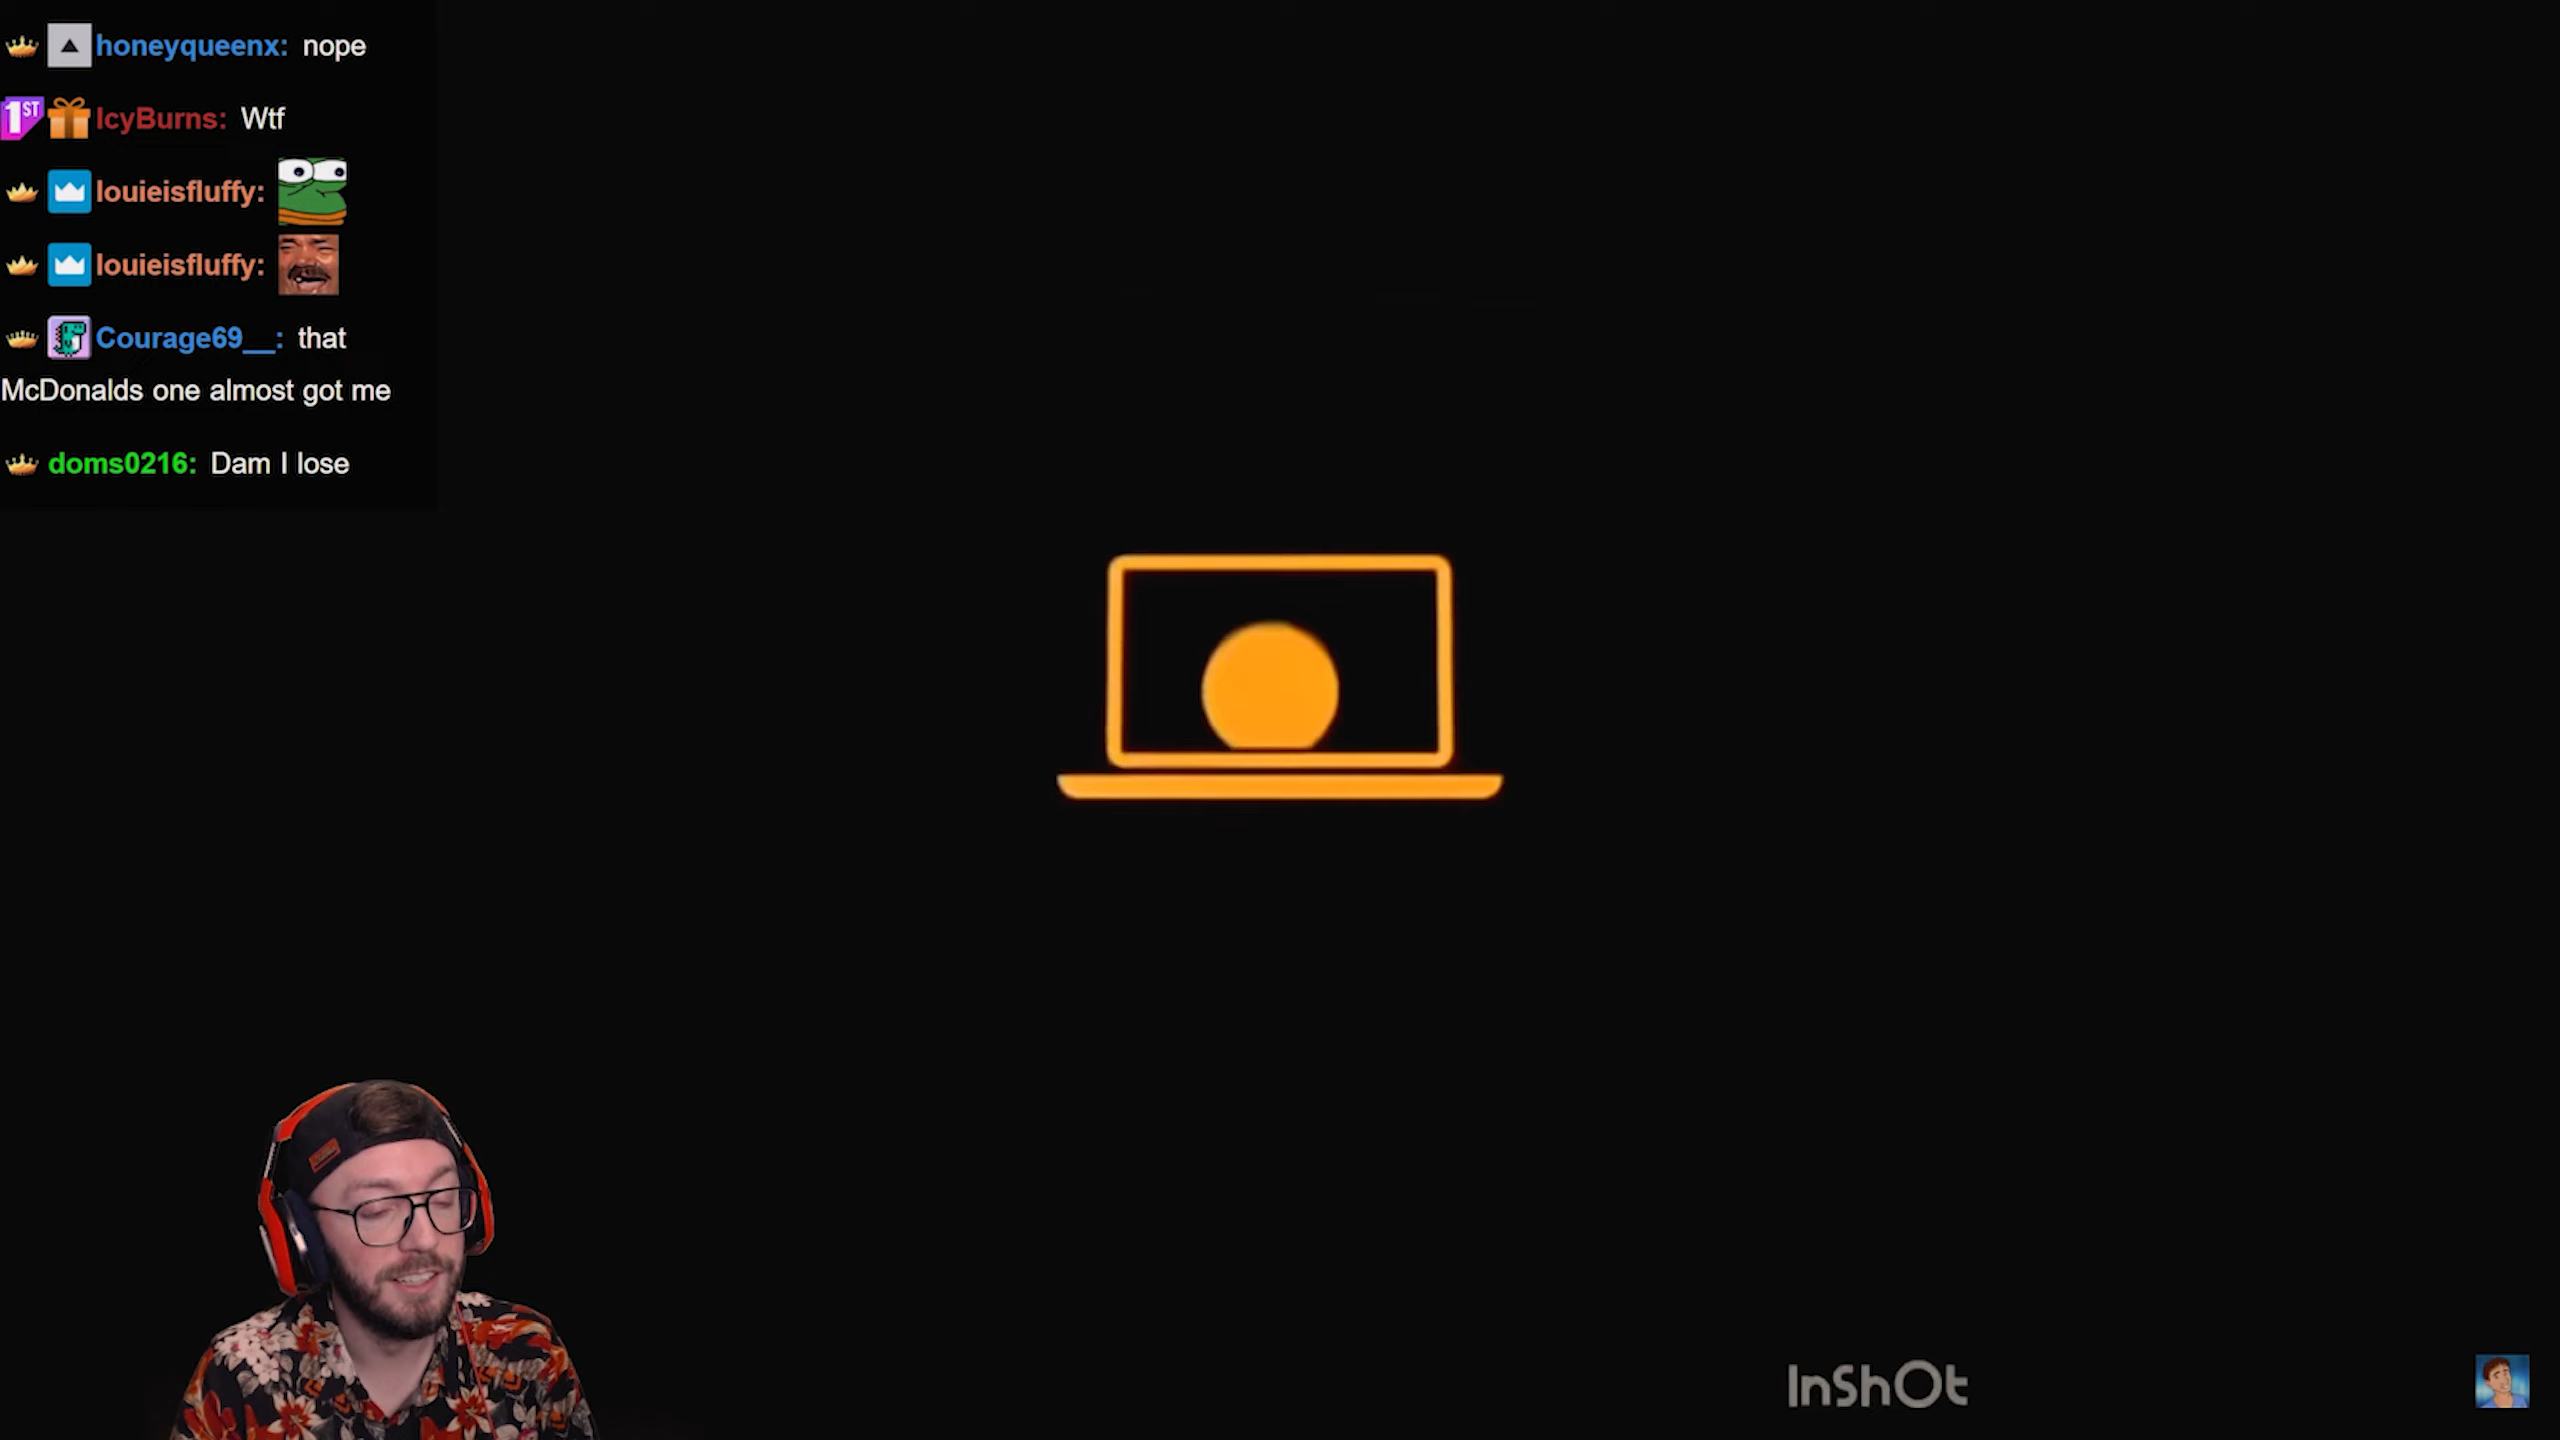 honeyqueenx: nope
1ST IcyBurns: Wtf
louieisfluffy:
louieisfluffy:
Courage69__: that
McDonalds one almost got me
doms0216: Dam I lose
InShOt